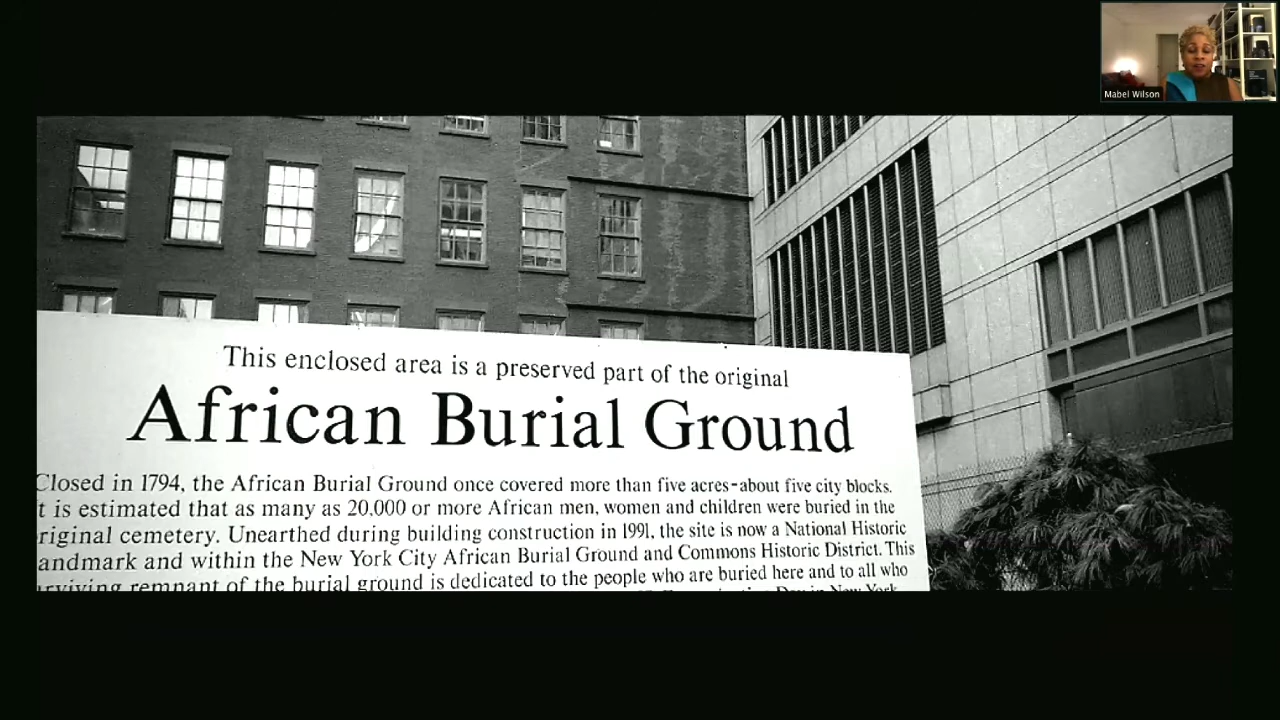 Mabel Wilson
This enclosed area is a preserved part of the original
African Burial Ground
Closed in 1794, the African Burial Ground once covered more than five acres-about five city blocks.
t is estimated that as many as 20,000 or more African men, women and children were buried in the
riginal cemetery. Unearthed during building construction in 1991, the site is now a National Historic
andmark and within the New York City African Burial Ground and Commons Historic District. This
urviving remnant of the burial ground is dedicated to the people who are buried here and to all who
Day in New York